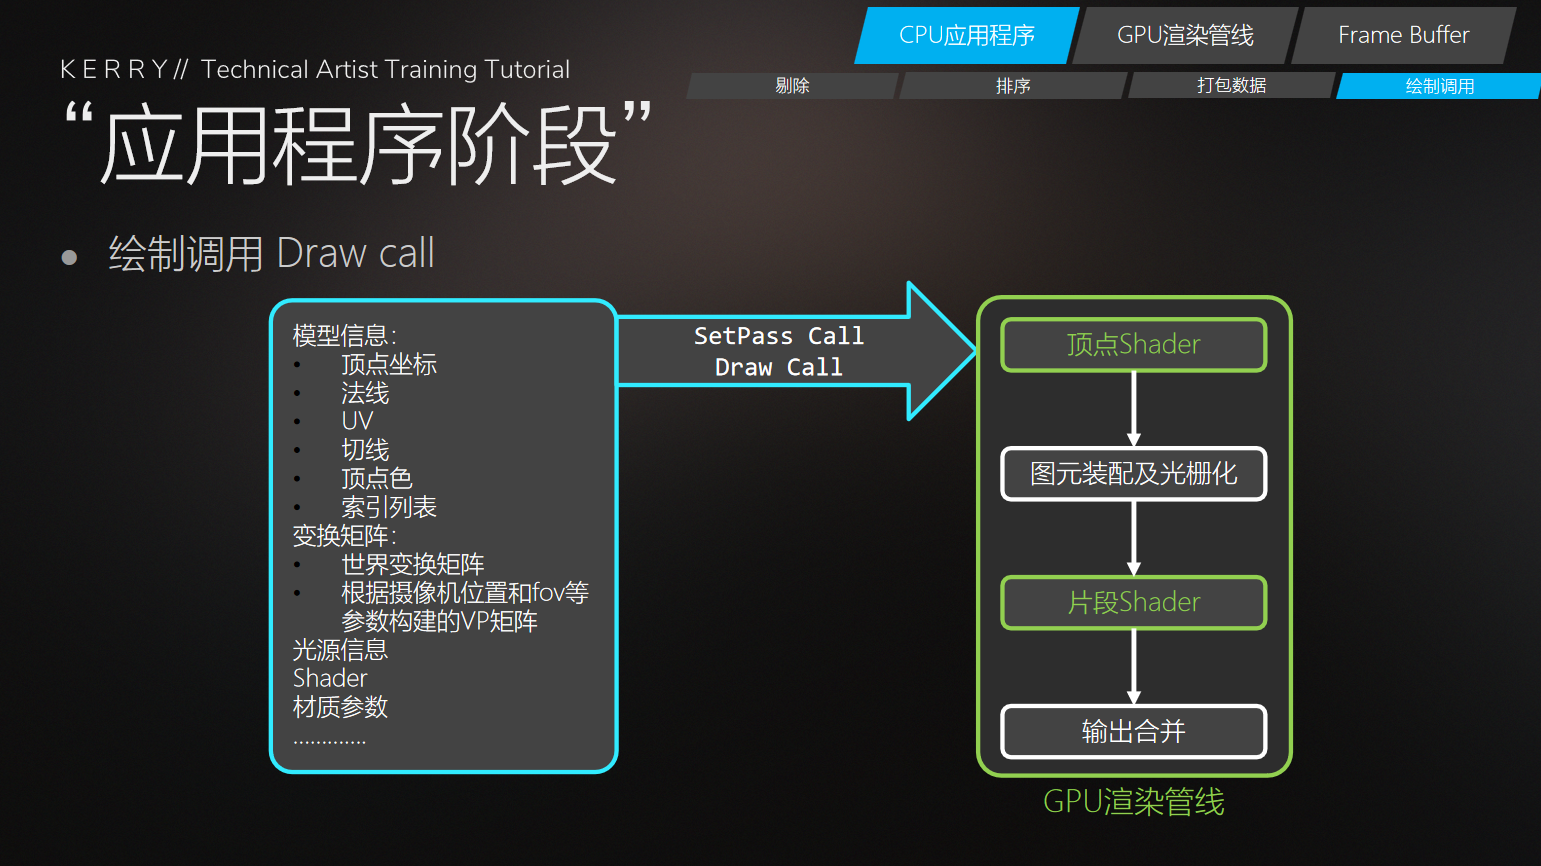 CPU应用程序
GPU渲染管线
Frame Buffer
剔除
排序
打包数据
绘制调用
KERRY// Technical Artist Training Tutorial
“应用程序阶段”
● 绘制调用 Draw call
模型信息：
• 顶点坐标
• 法线
• UV
• 切线
• 顶点色
• 索引列表
变换矩阵：
• 世界变换矩阵
• 根据摄像机位置和fov等
参数构建的VP矩阵
光源信息
Shader
材质参数
.............
SetPass Call
Draw Call
顶点Shader
图元装配及光栅化
片段Shader
输出合并
GPU渲染管线